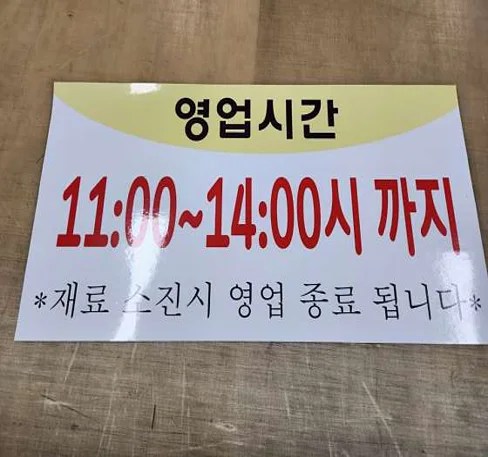 영업시간
11:00~14:00시 까지
*재료 소진시 영업 종료 됩니다*